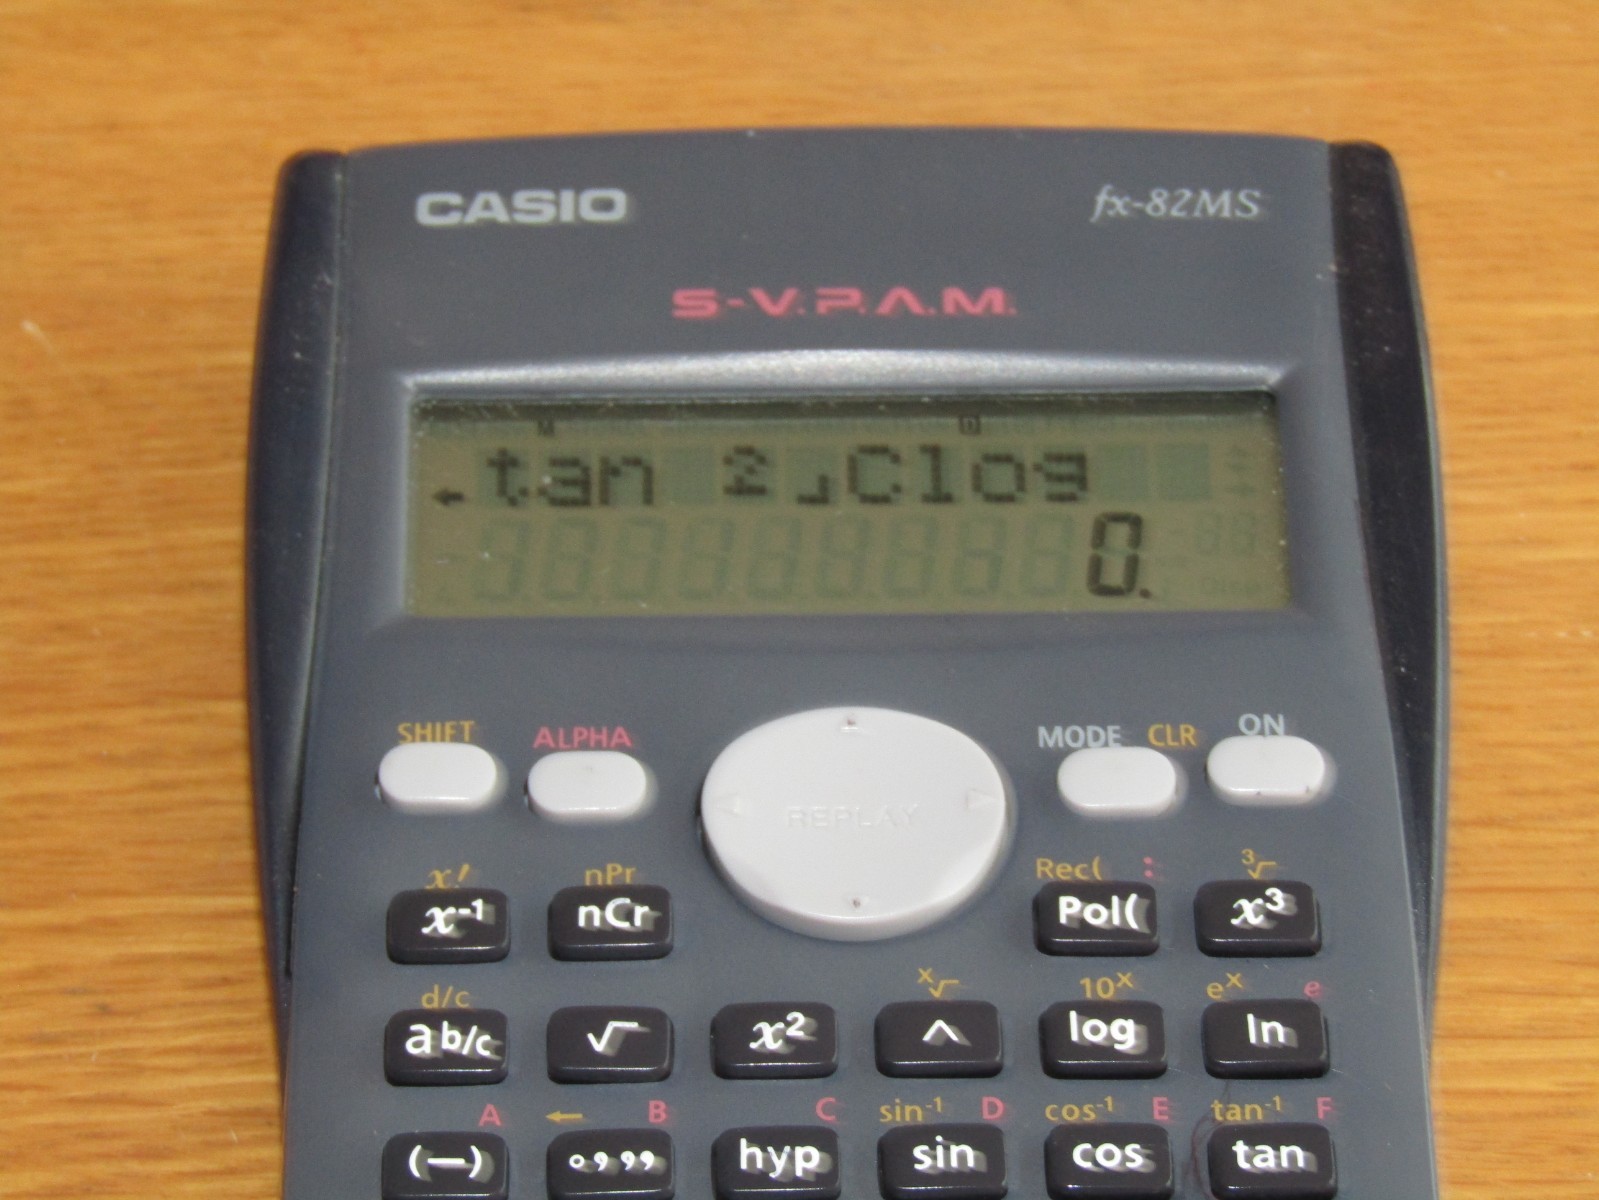 CASIO fx-82MS
S-V.P.A.M.
M D
tan ²⌟Clog
0.
SHIFT ALPHA MODE CLR ON
REPLAY
x! nPr Rec( : ³√
x⁻¹ nCr Pol( x³
d/c ˣ√ 10ˣ eˣ e
a b/c √ x² ^ log ln
A ← B C sin⁻¹ D cos⁻¹ E tan⁻¹ F
(−) °,,, hyp sin cos tan